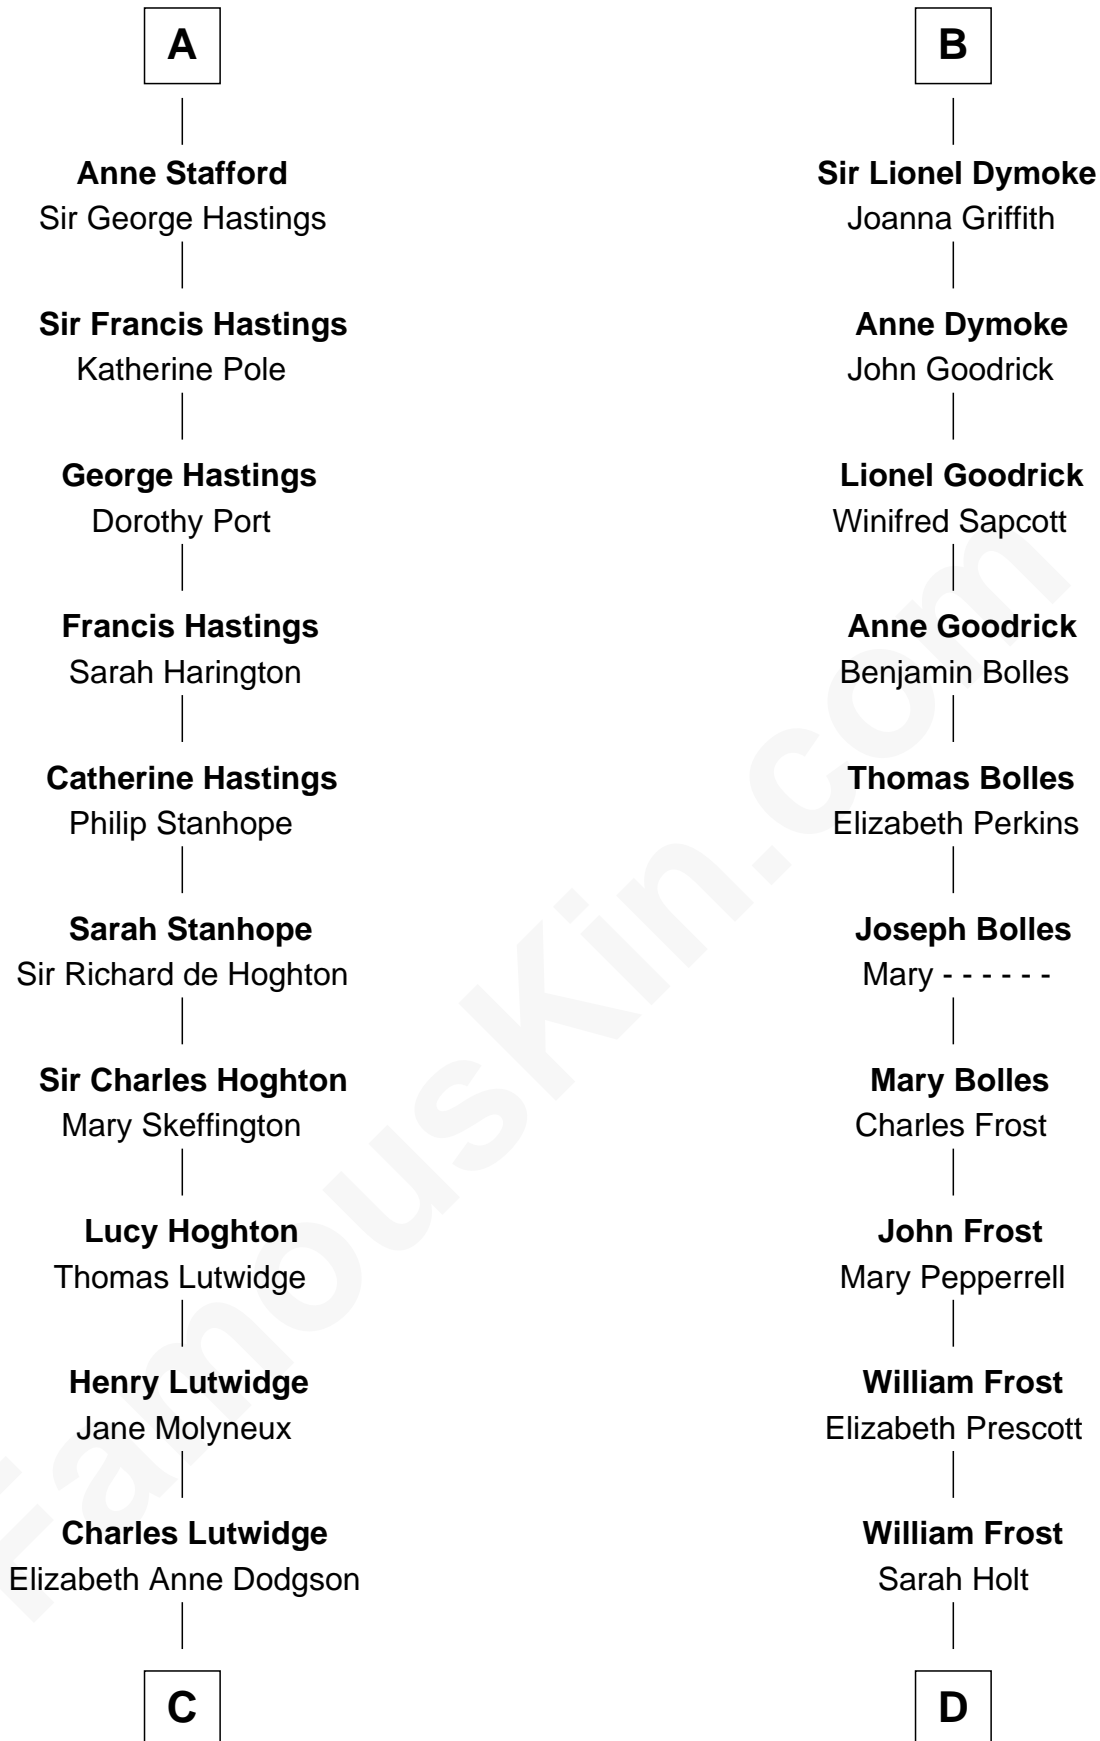 A
Anne Stafford
Sir George Hastings
Sir Francis Hastings
Katherine Pole
George Hastings
Dorothy Port
Francis Hastings
Sarah Harington
Catherine Hastings
Philip Stanhope
Sarah Stanhope
Sir Richard de Hoghton
Sir Charles Hoghton
Mary Skeffington
Lucy Hoghton
Thomas Lutwidge
Henry Lutwidge
Jane Molyneux
Charles Lutwidge
Elizabeth Anne Dodgson
C
B
Sir Lionel Dymoke
Joanna Griffith
Anne Dymoke
John Goodrick
Lionel Goodrick
Winifred Sapcott
Anne Goodrick
Benjamin Bolles
Thomas Bolles
Elizabeth Perkins
Joseph Bolles
Mary - - - - - -
Mary Bolles
Charles Frost
John Frost
Mary Pepperrell
William Frost
Elizabeth Prescott
William Frost
Sarah Holt
D
FamousKin.com